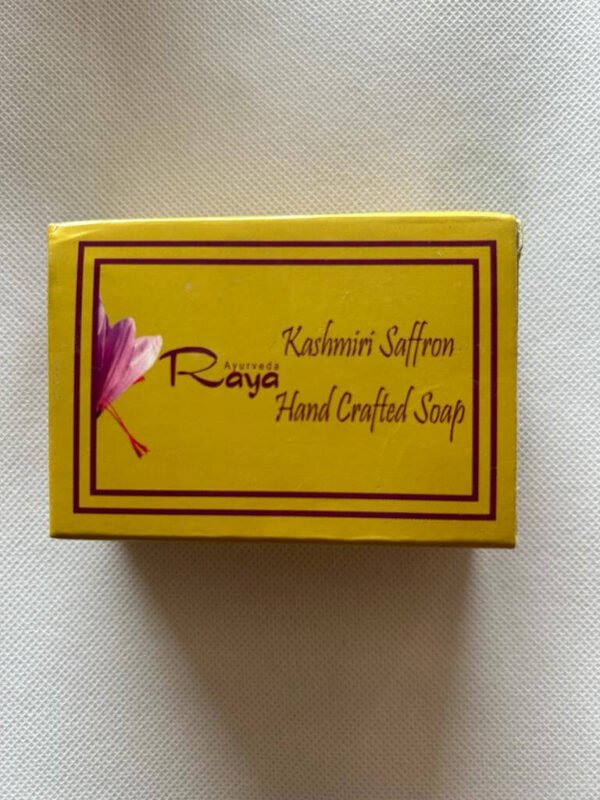 Ayurveda
Raya
Kashmiri Saffron
Hand Crafted Soap